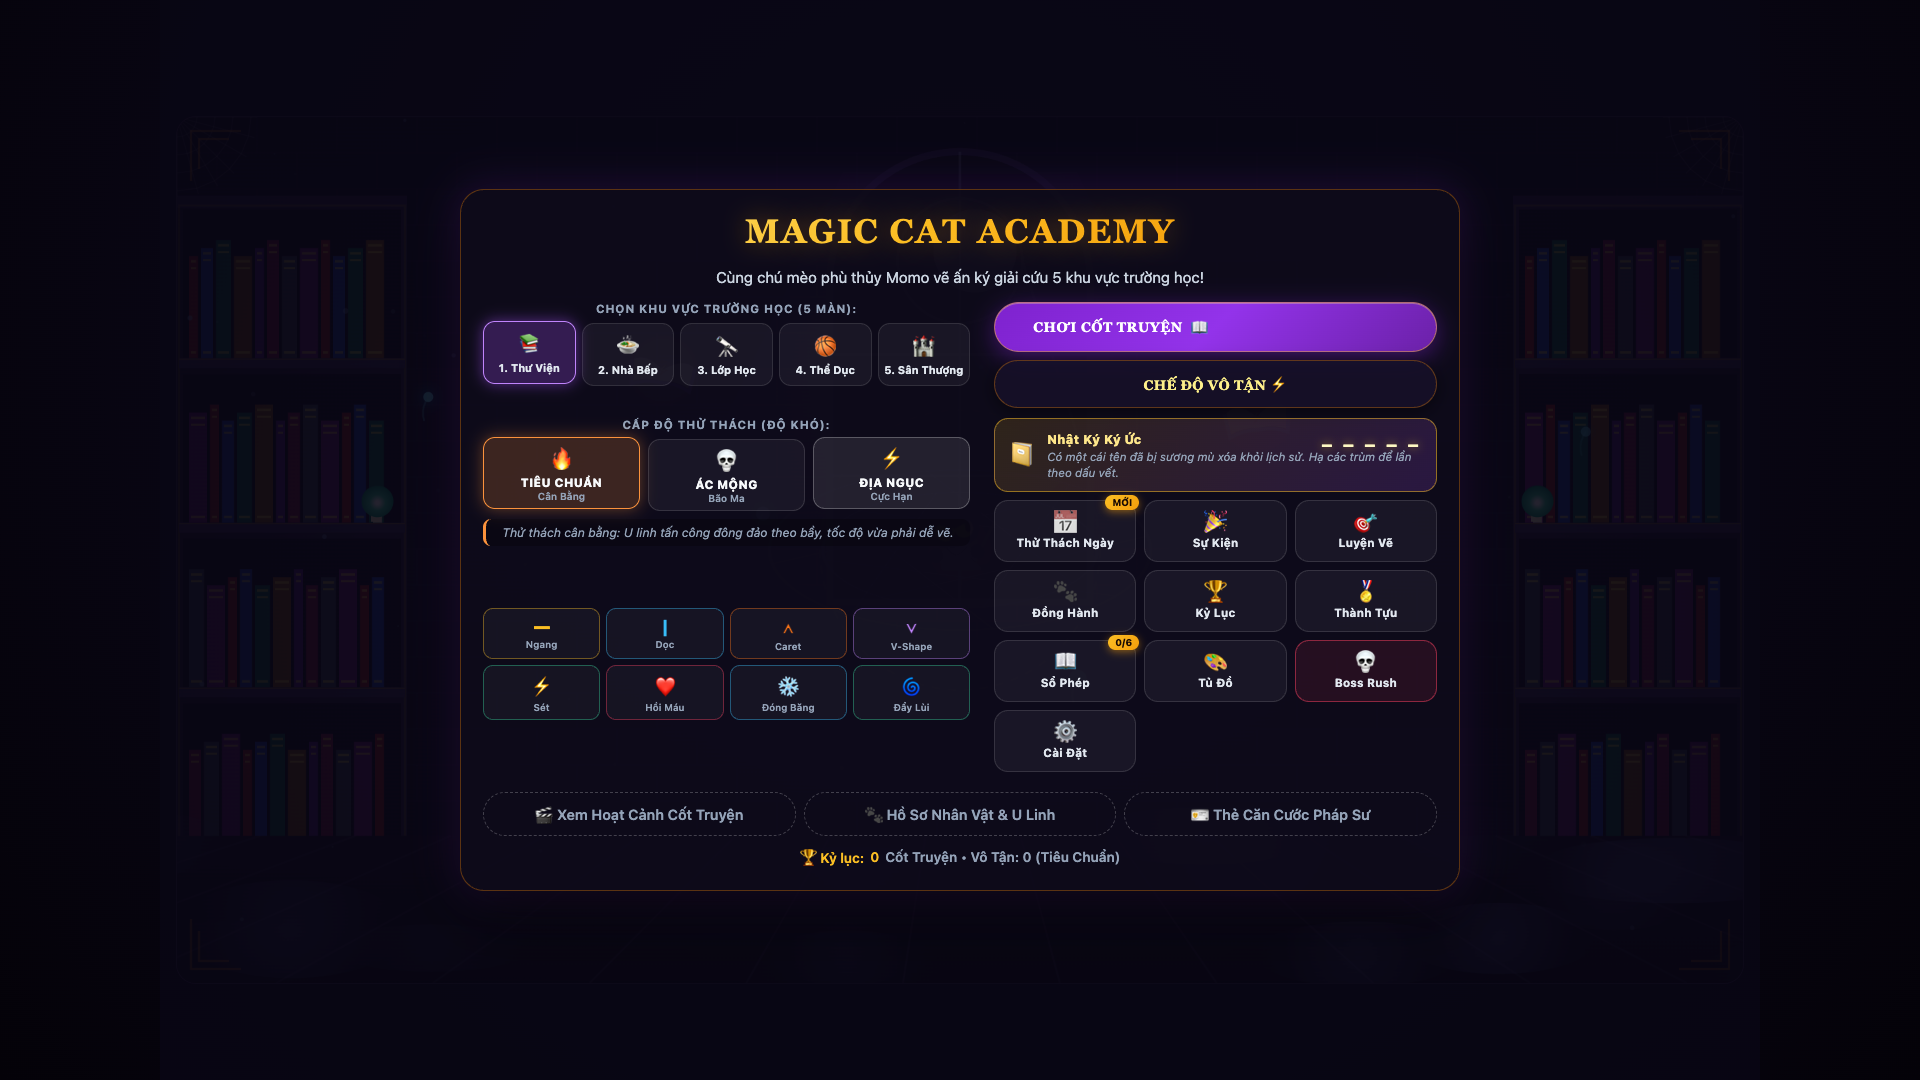 MAGIC CAT ACADEMY
Cùng chú mèo phù thủy Momo vẽ ấn ký giải cứu 5 khu vực trường học!
CHỌN KHU VỰC TRƯỜNG HỌC (5 MÀN):
1. Thư Viện
2. Nhà Bếp
3. Lớp Học
4. Thể Dục
5. Sân Thượng
CẤP ĐỘ THỬ THÁCH (ĐỘ KHÓ):
TIÊU CHUẨN
Cân Bằng
ÁC MỘNG
Bão Ma
ĐỊA NGỤC
Cực Hạn
Thử thách cân bằng: U linh tấn công đông đảo theo bầy, tốc độ vừa phải dễ vẽ.
Ngang
Dọc
Caret
V-Shape
Sét
Hồi Máu
Đóng Băng
Đẩy Lùi
CHƠI CỐT TRUYỆN
CHẾ ĐỘ VÔ TẬN
Nhật Ký Ký Ức
_ _ _ _ _
Có một cái tên đã bị sương mù xóa khỏi lịch sử. Hạ các trùm để lần
theo dấu vết.
MỚI
17
Thử Thách Ngày
Sự Kiện
Luyện Vẽ
Đồng Hành
Kỷ Lục
Thành Tựu
0/6
Sổ Phép
Tủ Đồ
Boss Rush
Cài Đặt
Xem Hoạt Cảnh Cốt Truyện
Hồ Sơ Nhân Vật & U Linh
Thẻ Căn Cước Pháp Sư
Kỷ lục: 0 Cốt Truyện • Vô Tận: 0 (Tiêu Chuẩn)